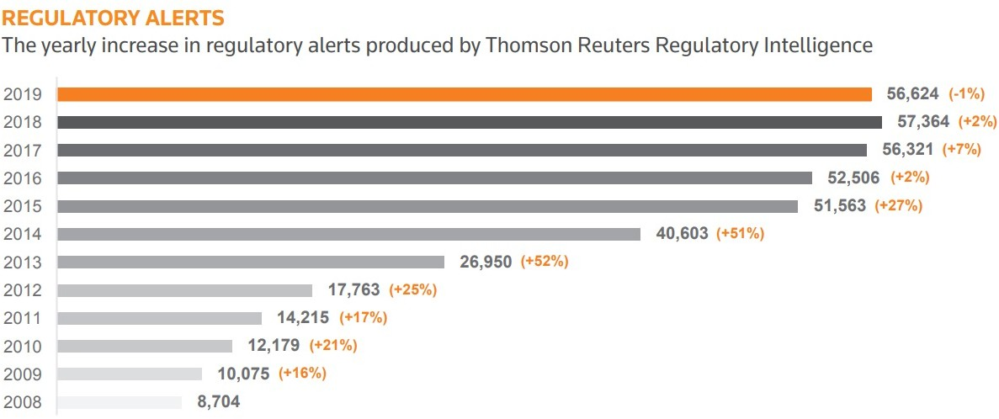 REGULATORY ALERTS
The yearly increase in regulatory alerts produced by Thomson Reuters Regulatory Intelligence
2019 56,624 (-1%)
2018 57,364 (+2%)
2017 56,321 (+7%)
2016 52,506 (+2%)
2015 51,563 (+27%)
2014 40,603 (+51%)
2013 26,950 (+52%)
2012 17,763 (+25%)
2011 14,215 (+17%)
2010 12,179 (+21%)
2009 10,075 (+16%)
2008 8,704